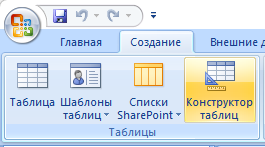 Главная Создание Внешние д
Таблица Шаблоны таблиц Списки SharePoint Конструктор таблиц
Таблицы